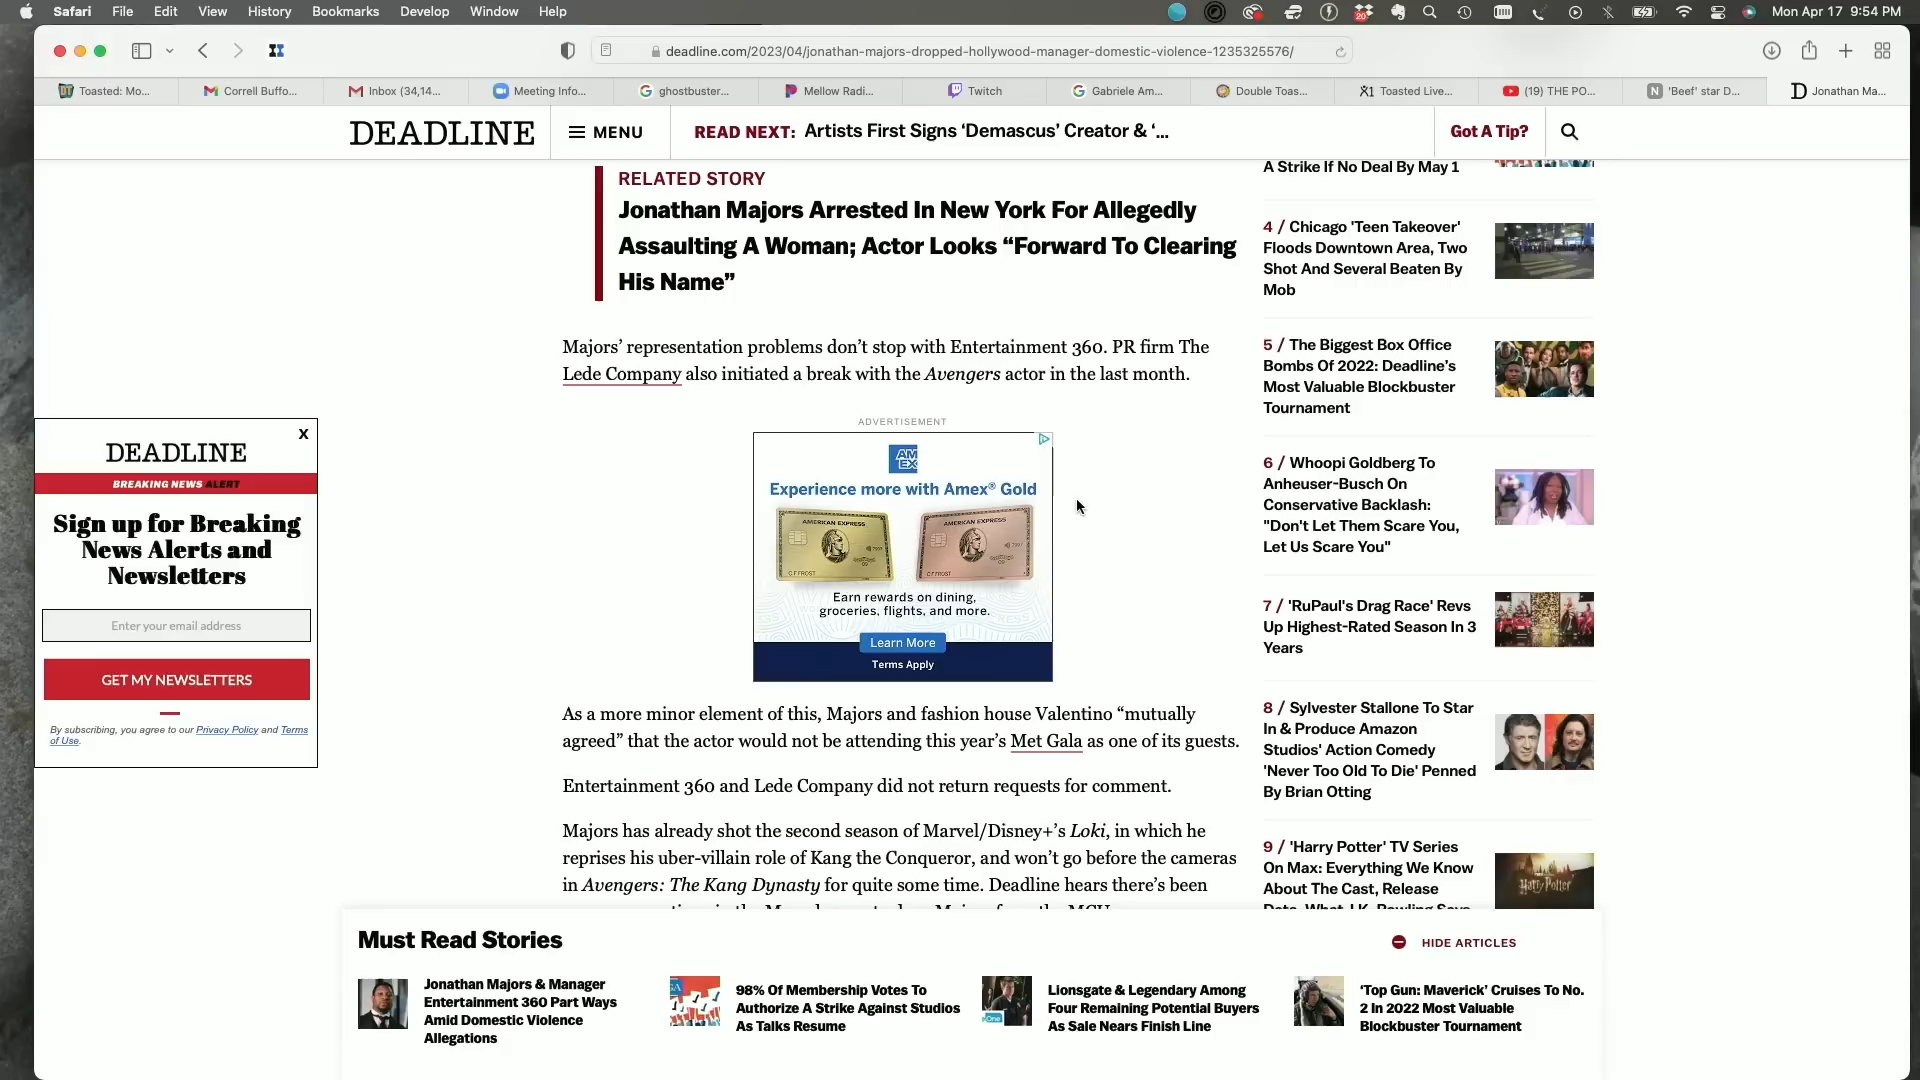 Safari File Edit View History Bookmarks Develop Window Help
20
Mon Apr 17 9:54 PM
deadline.com/2023/04/jonathan-majors-dropped-hollywood-manager-domestic-violence-1235325576/
Toasted: Mo...
Correll Buffo...
Inbox (34,14...
Meeting Info...
ghostbuster...
Mellow Radi...
Twitch
Gabriele Am...
Double Toas...
Toasted Live...
(19) THE PO...
'Beef' star D...
Jonathan Ma...
DEADLINE
MENU
READ NEXT: Artists First Signs ‘Demascus’ Creator & ‘...
Got A Tip?
RELATED STORY
Jonathan Majors Arrested In New York For Allegedly
Assaulting A Woman; Actor Looks “Forward To Clearing
His Name”
Majors’ representation problems don’t stop with Entertainment 360. PR firm The
Lede Company also initiated a break with the Avengers actor in the last month.
ADVERTISEMENT
AM
EX
Experience more with Amex® Gold
AMERICAN EXPRESS
AMERICAN EXPRESS
C F FROST
C F FROST
Earn rewards on dining,
groceries, flights, and more.
Learn More
Terms Apply
As a more minor element of this, Majors and fashion house Valentino “mutually
agreed” that the actor would not be attending this year’s Met Gala as one of its guests.
Entertainment 360 and Lede Company did not return requests for comment.
Majors has already shot the second season of Marvel/Disney+’s Loki, in which he
reprises his uber-villain role of Kang the Conqueror, and won’t go before the cameras
in Avengers: The Kang Dynasty for quite some time. Deadline hears there’s been
X
DEADLINE
BREAKING NEWS ALERT
Sign up for Breaking
News Alerts and
Newsletters
Enter your email address
GET MY NEWSLETTERS
By subscribing, you agree to our Privacy Policy and Terms
of Use.
A Strike If No Deal By May 1
4 / Chicago 'Teen Takeover'
Floods Downtown Area, Two
Shot And Several Beaten By
Mob
5 / The Biggest Box Office
Bombs Of 2022: Deadline’s
Most Valuable Blockbuster
Tournament
6 / Whoopi Goldberg To
Anheuser-Busch On
Conservative Backlash:
"Don't Let Them Scare You,
Let Us Scare You"
7 / 'RuPaul's Drag Race' Revs
Up Highest-Rated Season In 3
Years
8 / Sylvester Stallone To Star
In & Produce Amazon
Studios' Action Comedy
'Never Too Old To Die' Penned
By Brian Otting
9 / 'Harry Potter' TV Series
On Max: Everything We Know
About The Cast, Release
Harry Potter
Must Read Stories
HIDE ARTICLES
Jonathan Majors & Manager
Entertainment 360 Part Ways
Amid Domestic Violence
Allegations
98% Of Membership Votes To
Authorize A Strike Against Studios
As Talks Resume
Lionsgate & Legendary Among
Four Remaining Potential Buyers
As Sale Nears Finish Line
‘Top Gun: Maverick’ Cruises To No.
2 In 2022 Most Valuable
Blockbuster Tournament